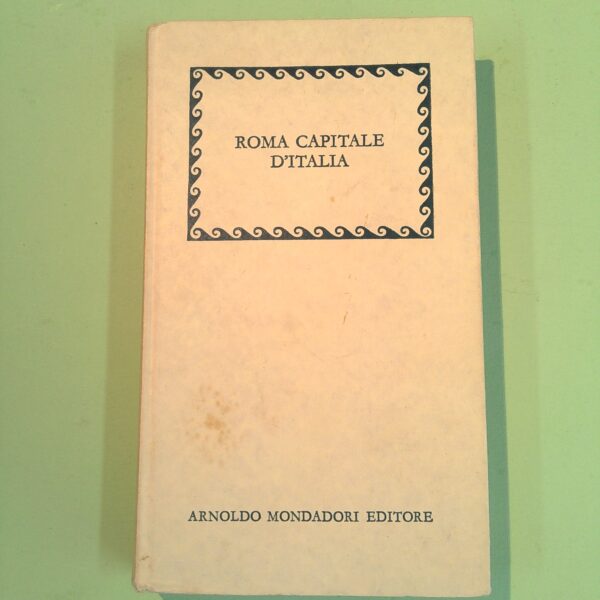 ROMA CAPITALE
D'ITALIA
ARNOLDO MONDADORI EDITORE